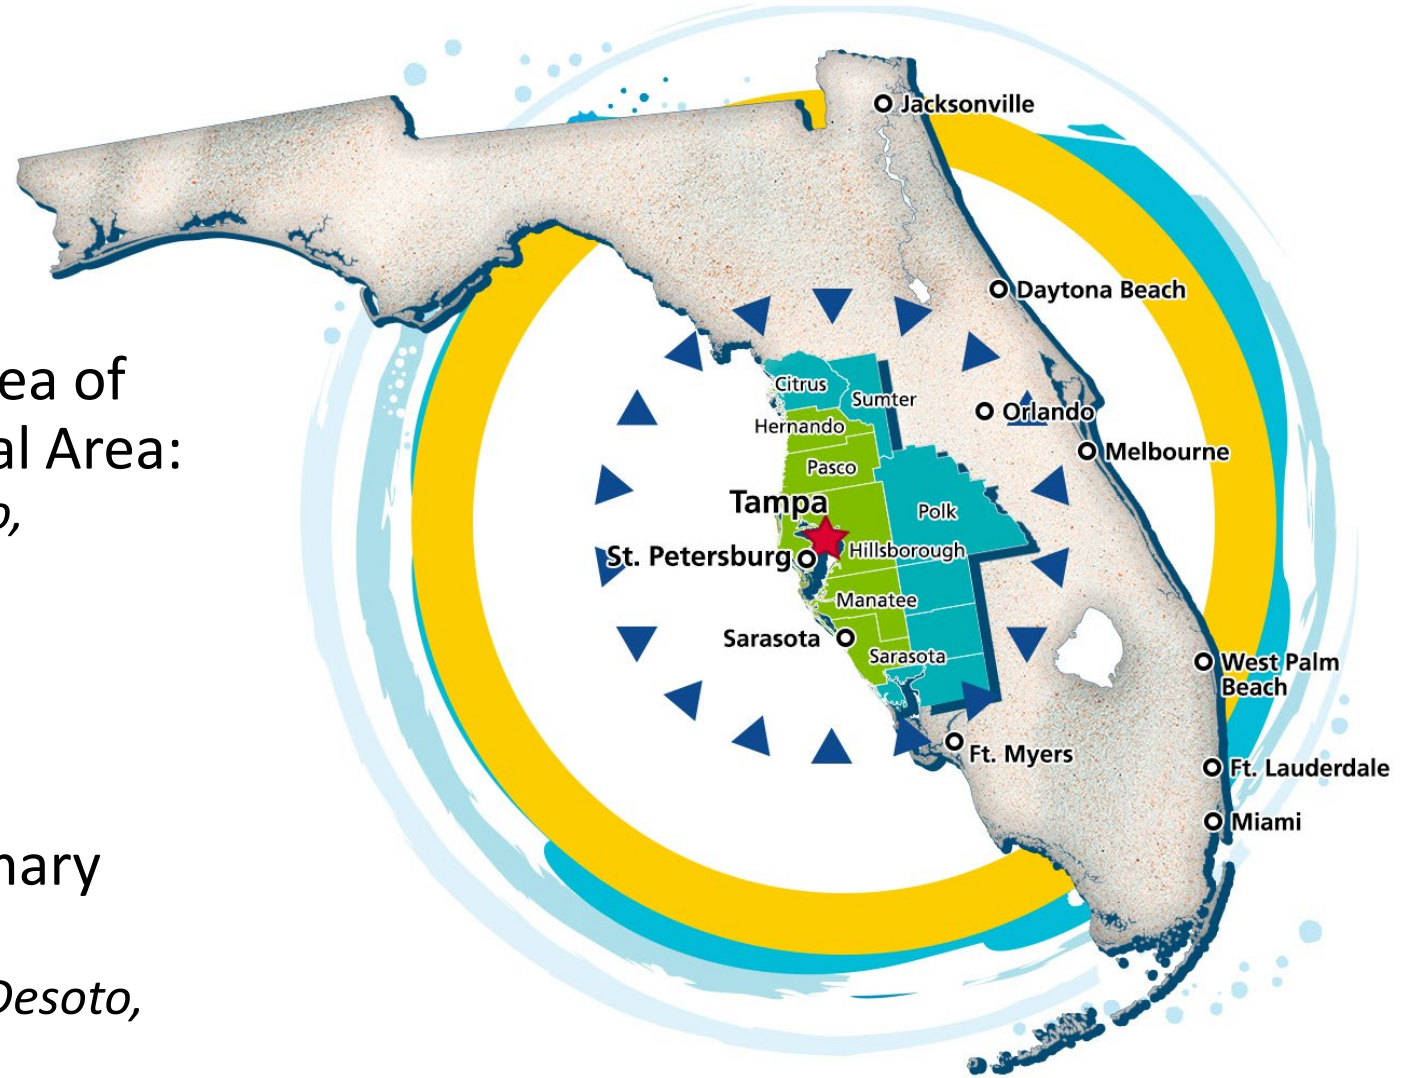 ea of
al Area:
o,
nary
Desoto,
Jacksonville
Daytona Beach
Citrus
Sumter
Orlando
Hernando
Melbourne
Pasco
Tampa
Polk
St. Petersburg
Hillsborough
Manatee
Sarasota
Sarasota
West Palm
Beach
Ft. Myers
Ft. Lauderdale
Miami